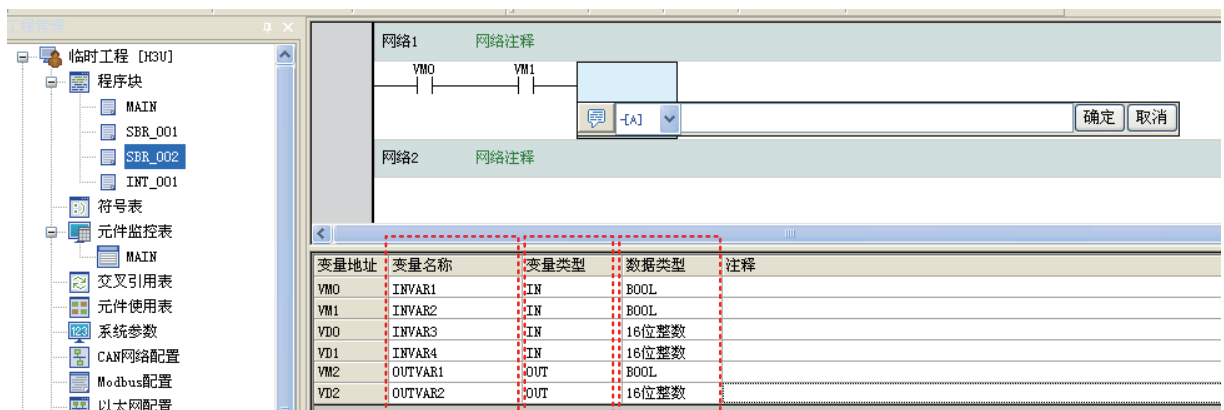 工程管理
临时工程 [H3U]
程序块
MAIN
SBR_001
SBR_002
INT_001
符号表
元件监控表
MAIN
交叉引用表
元件使用表
系统参数
CAN网络配置
Modbus配置
以太网配置
网络1 网络注释
VM0 VM1
-[A] 确定 取消
网络2 网络注释
变量地址 变量名称 变量类型 数据类型 注释
VM0 INVAR1 IN BOOL
VM1 INVAR2 IN BOOL
VD0 INVAR3 IN 16位整数
VD1 INVAR4 IN 16位整数
VM2 OUTVAR1 OUT BOOL
VD2 OUTVAR2 OUT 16位整数